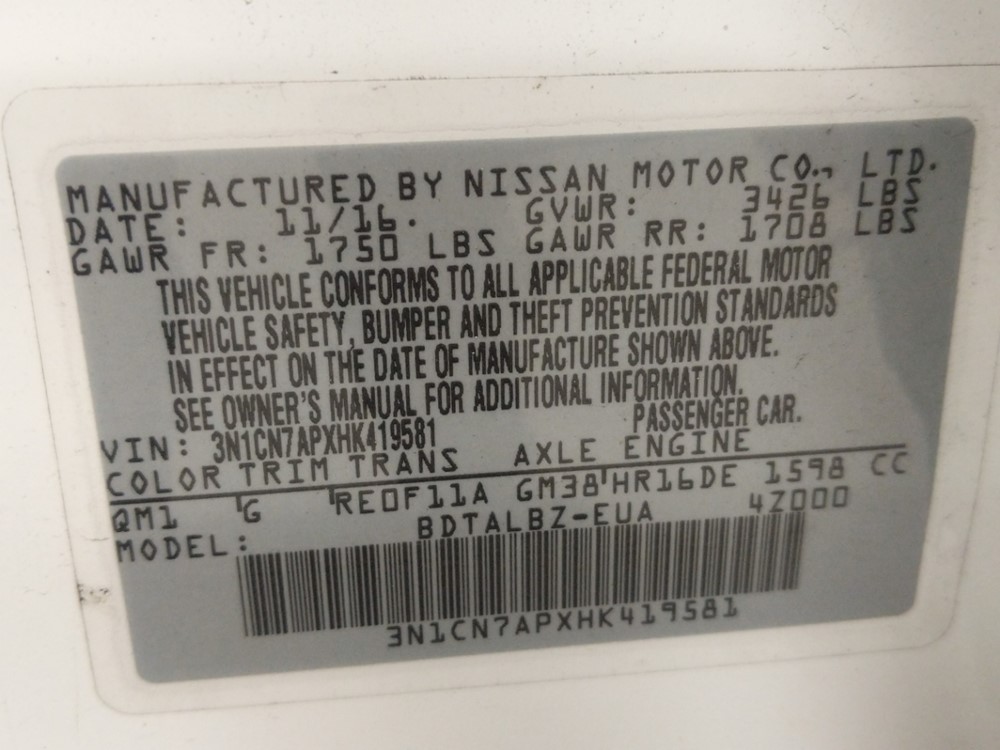 MANUFACTURED BY NISSAN MOTOR CO., LTD.
DATE: 11/16. GVWR: 3426 LBS
GAWR FR: 1750 LBS GAWR RR: 1708 LBS
THIS VEHICLE CONFORMS TO ALL APPLICABLE FEDERAL MOTOR
VEHICLE SAFETY, BUMPER AND THEFT PREVENTION STANDARDS
IN EFFECT ON THE DATE OF MANUFACTURE SHOWN ABOVE.
SEE OWNER'S MANUAL FOR ADDITIONAL INFORMATION.
VIN: 3N1CN7APXHK419581 PASSENGER CAR.
COLOR TRIM TRANS AXLE ENGINE
QM1 G RE0F11A GM38 HR16DE 1598 CC
MODEL: BDTALBZ-EUA 4Z000
3N1CN7APXHK419581